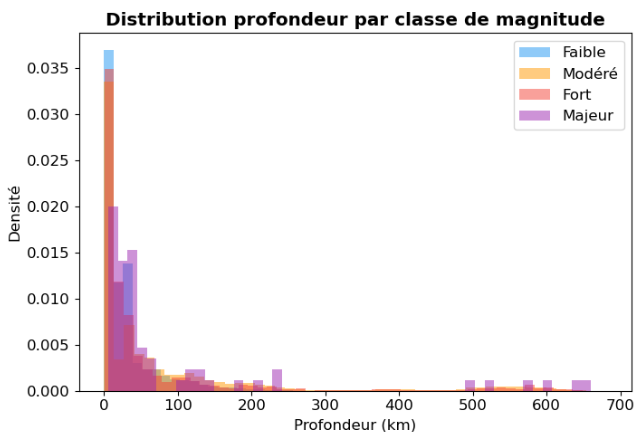 Distribution profondeur par classe de magnitude
Faible
Modéré
Fort
Majeur
Densité
0.035
0.030
0.025
0.020
0.015
0.010
0.005
0.000
0 100 200 300 400 500 600 700
Profondeur (km)